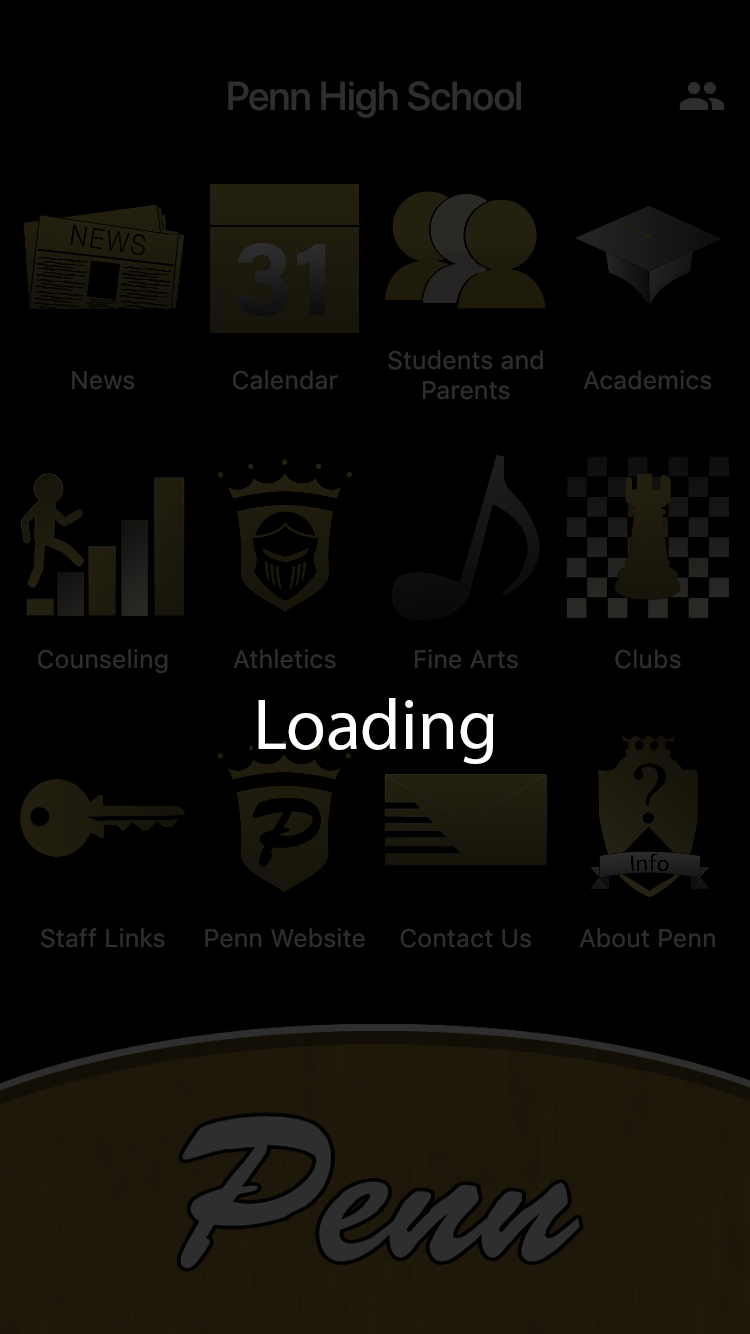 Penn High School
NEWS
31
News
Calendar
Students and
Parents
Academics
Counseling
Athletics
Fine Arts
Clubs
Loading
P
?
Info
Staff Links
Penn Website
Contact Us
About Penn
Penn